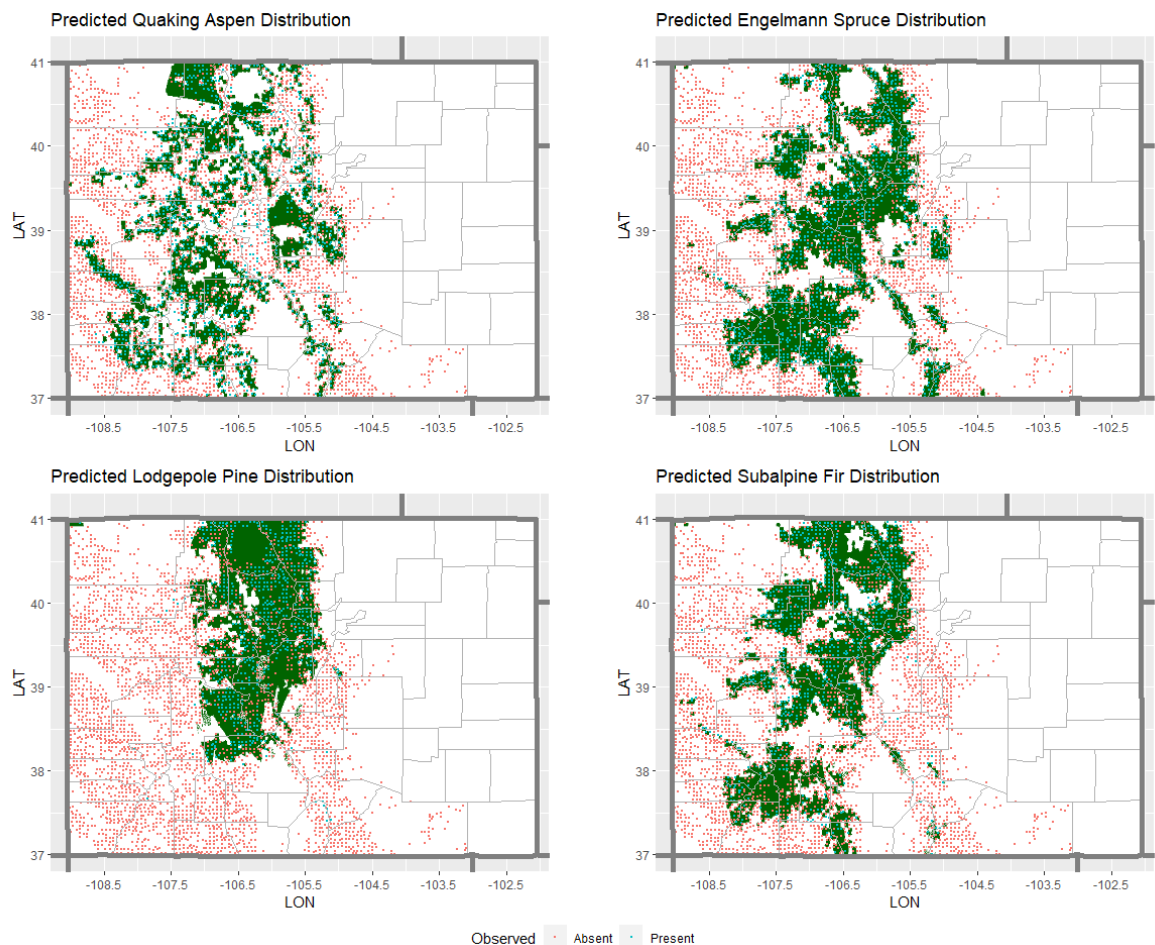 Predicted Quaking Aspen Distribution
41
40
39
38
37
LAT
-108.5 -107.5 -106.5 -105.5 -104.5 -103.5 -102.5
LON
Predicted Engelmann Spruce Distribution
41
40
39
38
37
LAT
-108.5 -107.5 -106.5 -105.5 -104.5 -103.5 -102.5
LON
Predicted Lodgepole Pine Distribution
41
40
39
38
37
LAT
-108.5 -107.5 -106.5 -105.5 -104.5 -103.5 -102.5
LON
Predicted Subalpine Fir Distribution
41
40
39
38
37
LAT
-108.5 -107.5 -106.5 -105.5 -104.5 -103.5 -102.5
LON
Observed Absent Present